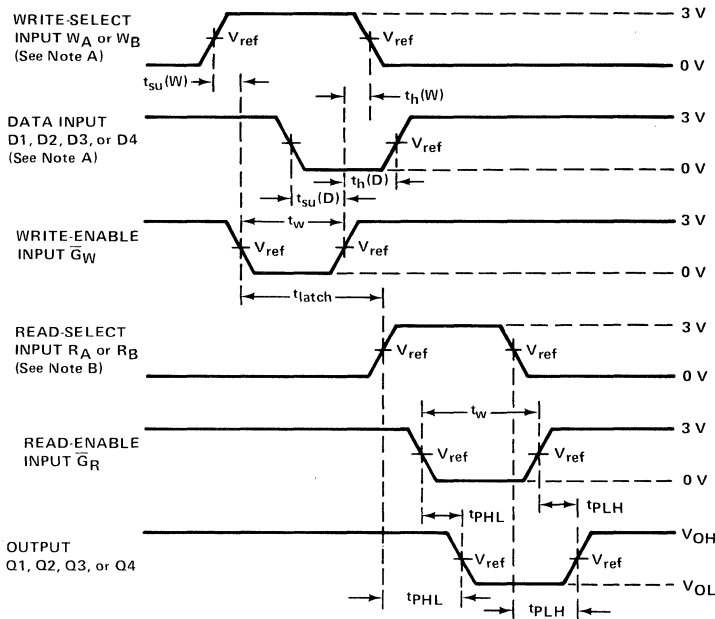 WRITE-SELECT
INPUT WA or WB
(See Note A)
Vref
Vref
3 V
0 V
tsu(W)
th(W)
DATA INPUT
D1, D2, D3, or D4
(See Note A)
Vref
3 V
0 V
th(D)
tsu(D)
tw
WRITE-ENABLE
INPUT G̅W
Vref
Vref
3 V
0 V
tlatch
READ-SELECT
INPUT RA or RB
(See Note B)
Vref
Vref
3 V
0 V
tw
READ-ENABLE
INPUT G̅R
Vref
Vref
3 V
0 V
tPHL
tPLH
OUTPUT
Q1, Q2, Q3, or Q4
Vref
Vref
VOH
VOL
tPHL
tPLH